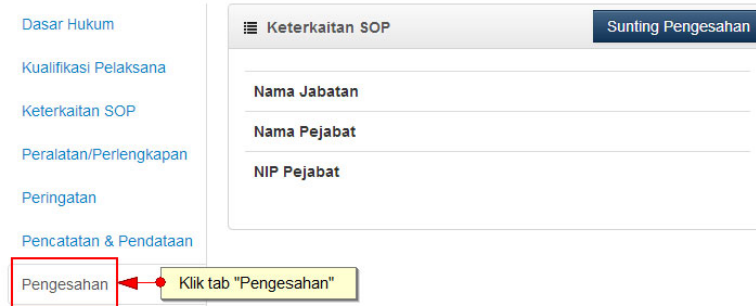 Dasar Hukum
Kualifikasi Pelaksana
Keterkaitan SOP
Peralatan/Perlengkapan
Peringatan
Pencatatan & Pendataan
Pengesahan
Klik tab "Pengesahan"
Keterkaitan SOP
Sunting Pengesahan
Nama Jabatan
Nama Pejabat
NIP Pejabat